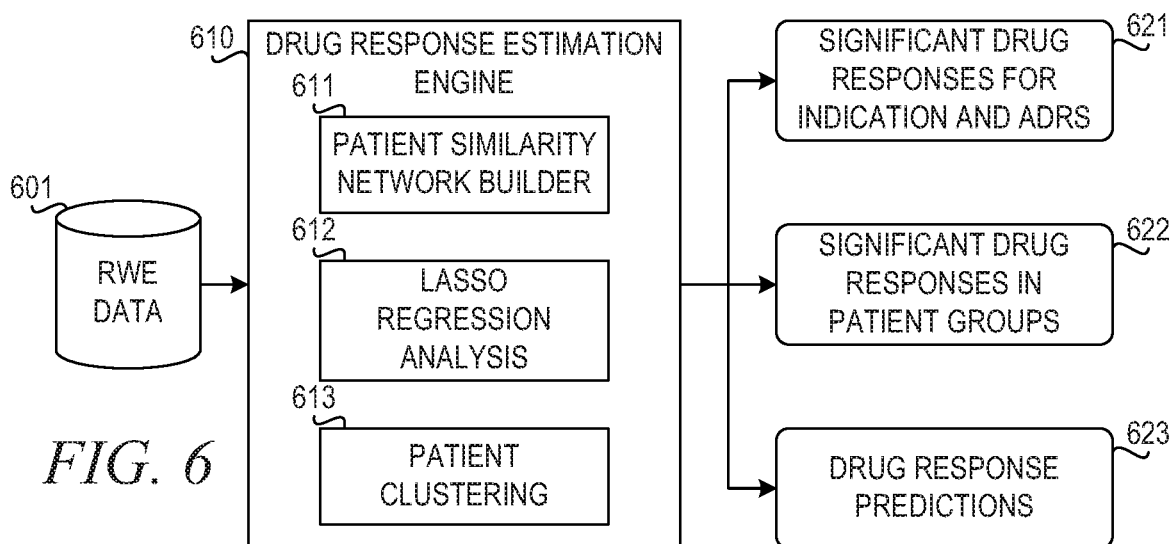 610
DRUG RESPONSE ESTIMATION
ENGINE
611
PATIENT SIMILARITY
NETWORK BUILDER
601
RWE
DATA
612
LASSO
REGRESSION
ANALYSIS
613
PATIENT
CLUSTERING
SIGNIFICANT DRUG
RESPONSES FOR
INDICATION AND ADRS
621
SIGNIFICANT DRUG
RESPONSES IN
PATIENT GROUPS
622
DRUG RESPONSE
PREDICTIONS
623
FIG. 6